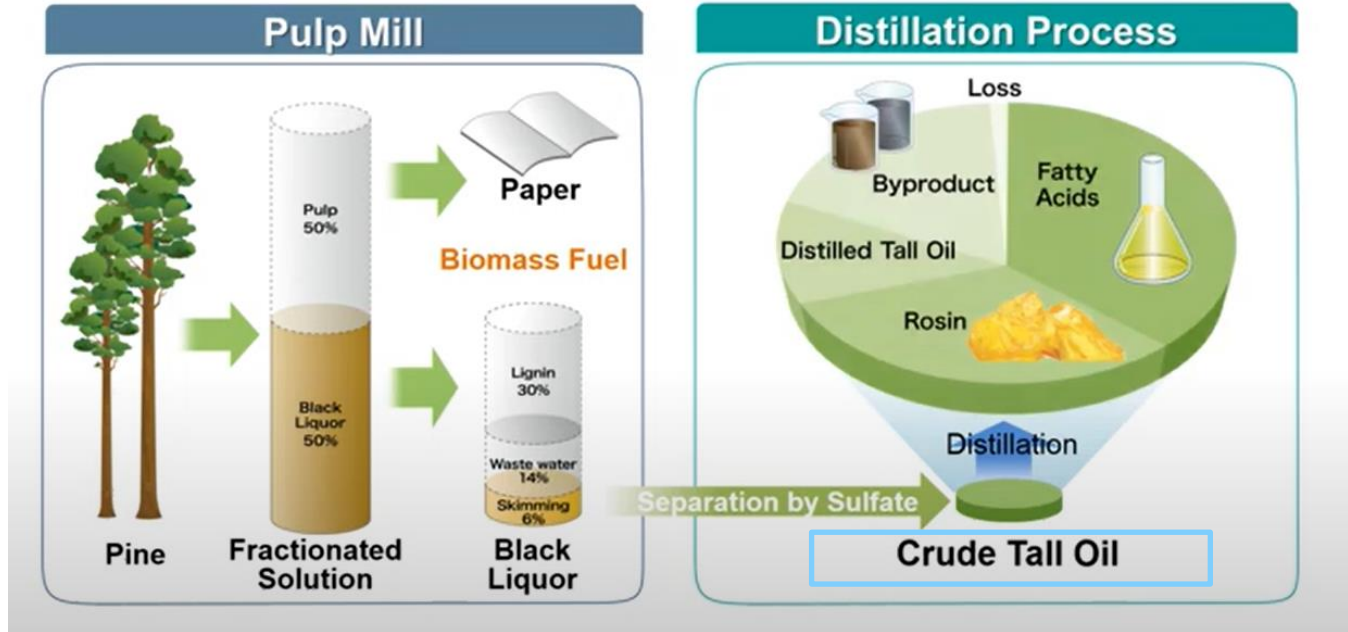 Pulp Mill
Pine
Pulp
50%
Black
Liquor
50%
Fractionated
Solution
Paper
Biomass Fuel
Lignin
30%
Waste water
14%
Skimming
6%
Black
Liquor
Separation by Sulfate
Distillation Process
Loss
Fatty
Acids
Byproduct
Distilled Tall Oil
Rosin
Distillation
Crude Tall Oil